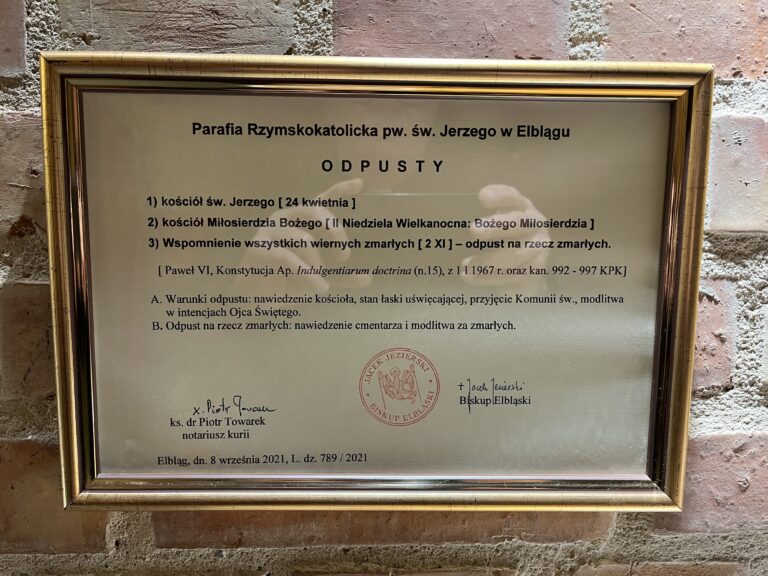 Parafia Rzymskokatolicka pw. św. Jerzego w Elblągu
ODPUSTY
1) kościół św. Jerzego [ 24 kwietnia ]
2) kościół Miłosierdzia Bożego [ II Niedziela Wielkanocna: Bożego Miłosierdzia ]
3) Wspomnienie wszystkich wiernych zmarłych [ 2 XI ] – odpust na rzecz zmarłych.
[ Paweł VI, Konstytucja Ap. Indulgentiarum doctrina (n.15), z 1 I 1967 r. oraz kan. 992 - 997 KPK]
A. Warunki odpustu: nawiedzenie kościoła, stan łaski uświęcającej, przyjęcie Komunii św., modlitwa
w intencjach Ojca Świętego.
B. Odpust na rzecz zmarłych: nawiedzenie cmentarza i modlitwa za zmarłych.
JACEK JEZIERSKI
BISKUP ELBLĄSKI
+ Jacek Jezierski
Biskup Elbląski
x. Piotr Towarek
ks. dr Piotr Towarek
notariusz kurii
Elbląg, dn. 8 września 2021, L. dz. 789 / 2021